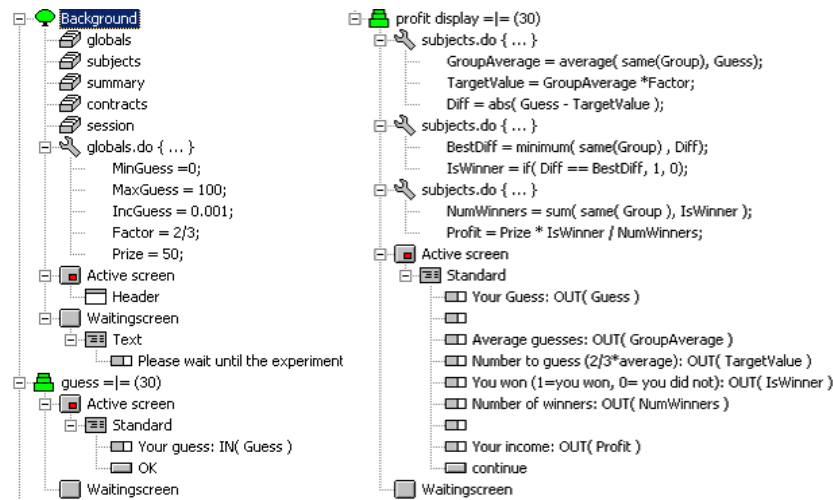 Background
globals
subjects
summary
contracts
session
globals.do { ... }
MinGuess =0;
MaxGuess = 100;
IncGuess = 0.001;
Factor = 2/3;
Prize = 50;
Active screen
Header
Waitingscreen
Text
Please wait until the experiment
guess =|= (30)
Active screen
Standard
Your guess: IN( Guess )
OK
Waitingscreen
profit display =|= (30)
subjects.do { ... }
GroupAverage = average( same(Group), Guess);
TargetValue = GroupAverage *Factor;
Diff = abs( Guess - TargetValue );
subjects.do { ... }
BestDiff = minimum( same(Group) , Diff);
IsWinner = if( Diff == BestDiff, 1, 0);
subjects.do { ... }
NumWinners = sum( same( Group ), IsWinner );
Profit = Prize * IsWinner / NumWinners;
Active screen
Standard
Your Guess: OUT( Guess )
Average guesses: OUT( GroupAverage )
Number to guess (2/3*average): OUT( TargetValue )
You won (1=you won, 0= you did not): OUT( IsWinner )
Number of winners: OUT( NumWinners )
Your income: OUT( Profit )
continue
Waitingscreen